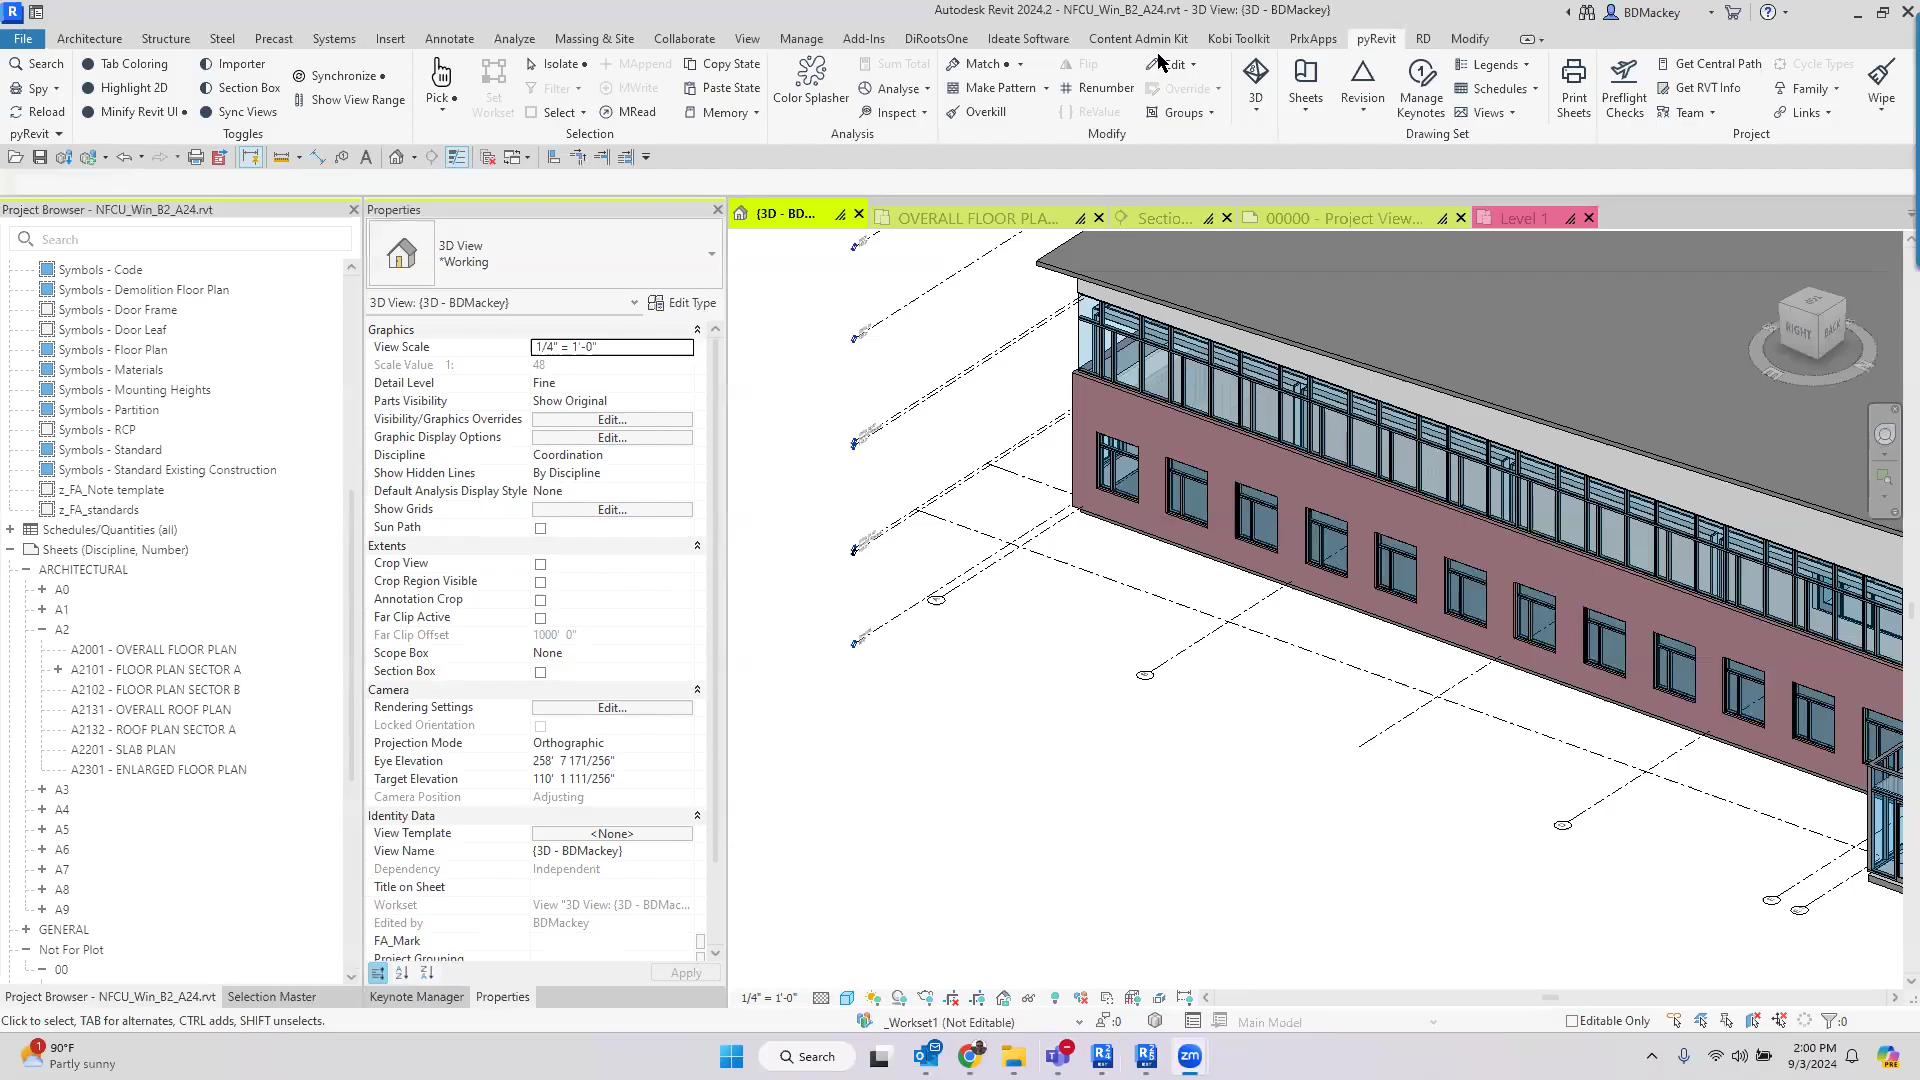 Autodesk Revit 2024.2 - NFCU_Win_B2_A24.rvt - 3D View: {3D - BDMackey}
BDMackey
File Architecture Structure Steel Precast Systems Insert Annotate Analyze Massing & Site Collaborate View Manage Add-Ins DiRootsOne Ideate Software Content Admin Kit Kobi Toolkit PrlxApps pyRevit RD Modify
Search Tab Coloring Importer Synchronize Isolate MAppend Copy State Sum Total Match Flip Edit Legends Get Central Path Cycle Types
Spy Highlight 2D Section Box Show View Range Filter MWrite Paste State Analyse Make Pattern Renumber Override Schedules Get RVT Info Family
Reload Minify Revit UI Sync Views Select MRead Memory Inspect Overkill ReValue Groups Views Team Links
Pick Set Workset Color Splasher 3D Sheets Revision Manage Keynotes Print Sheets Preflight Checks Wipe
pyRevit Toggles Selection Analysis Modify Drawing Set Project
Project Browser - NFCU_Win_B2_A24.rvt
Search
Symbols - Code
Symbols - Demolition Floor Plan
Symbols - Door Frame
Symbols - Door Leaf
Symbols - Floor Plan
Symbols - Materials
Symbols - Mounting Heights
Symbols - Partition
Symbols - RCP
Symbols - Standard
Symbols - Standard Existing Construction
z_FA_Note template
z_FA_standards
Schedules/Quantities (all)
Sheets (Discipline, Number)
ARCHITECTURAL
A0
A1
A2
A2001 - OVERALL FLOOR PLAN
A2101 - FLOOR PLAN SECTOR A
A2102 - FLOOR PLAN SECTOR B
A2131 - OVERALL ROOF PLAN
A2132 - ROOF PLAN SECTOR A
A2201 - SLAB PLAN
A2301 - ENLARGED FLOOR PLAN
A3
A4
A5
A6
A7
A8
A9
GENERAL
Not For Plot
00
Project Browser - NFCU_Win_B2_A24.rvt Selection Master
Properties
3D View
*Working
3D View: {3D - BDMackey} Edit Type
Graphics
View Scale 1/4" = 1'-0"
Scale Value 1: 48
Detail Level Fine
Parts Visibility Show Original
Visibility/Graphics Overrides Edit...
Graphic Display Options Edit...
Discipline Coordination
Show Hidden Lines By Discipline
Default Analysis Display Style None
Show Grids Edit...
Sun Path
Extents
Crop View
Crop Region Visible
Annotation Crop
Far Clip Active
Far Clip Offset 1000' 0"
Scope Box None
Section Box
Camera
Rendering Settings Edit...
Locked Orientation
Projection Mode Orthographic
Eye Elevation 258' 7 171/256"
Target Elevation 110' 1 111/256"
Camera Position Adjusting
Identity Data
View Template <None>
View Name {3D - BDMackey}
Dependency Independent
Title on Sheet
Workset View "3D View: {3D - BDMac...
Edited by BDMackey
FA_Mark
Project Grouping
Apply
Keynote Manager Properties
{3D - BD... OVERALL FLOOR PLA... Sectio... 00000 - Project View... Level 1
TOP
RIGHT
BACK
1/4" = 1'-0"
Click to select, TAB for alternates, CTRL adds, SHIFT unselects.
_Workset1 (Not Editable) :0 Main Model Editable Only :0
1
90°F
Partly sunny
Search
zm
2:00 PM
9/3/2024
PRE